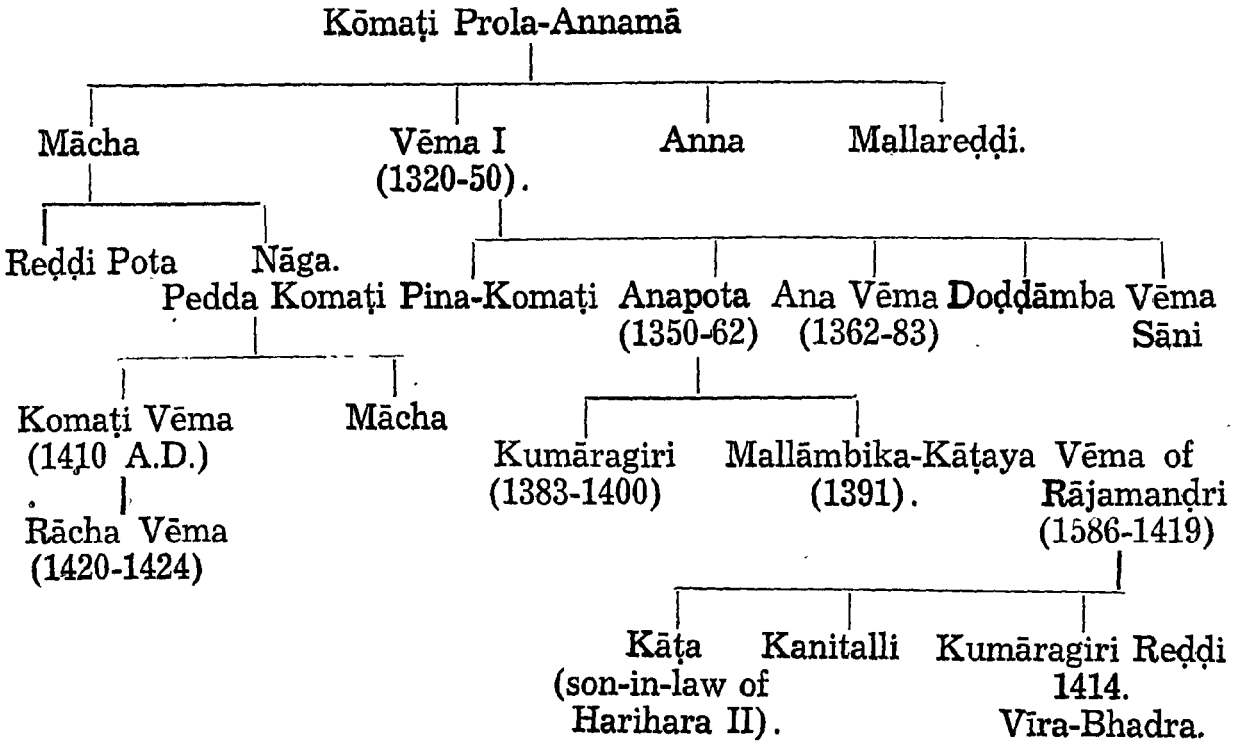 Kōmaṭi Prola-Annamā
Mācha Vēma I Anna Mallareḍḍi.
(1320-50).
Reḍḍi Pota Nāga.
Pedda Komaṭi Pina-Komaṭi Anapota Ana Vēma Doḍḍāmba Vēma
(1350-62) (1362-83) Sāni
Komaṭi Vēma Mācha
(1410 A.D.) Kumāragiri Mallāmbika-Kāṭaya Vēma of
(1383-1400) (1391). Rājamanḍri
Rācha Vēma (1586-1419)
(1420-1424)
Kāṭa Kanitalli Kumāragiri Reḍḍi
(son-in-law of 1414.
Harihara II). Vīra-Bhadra.